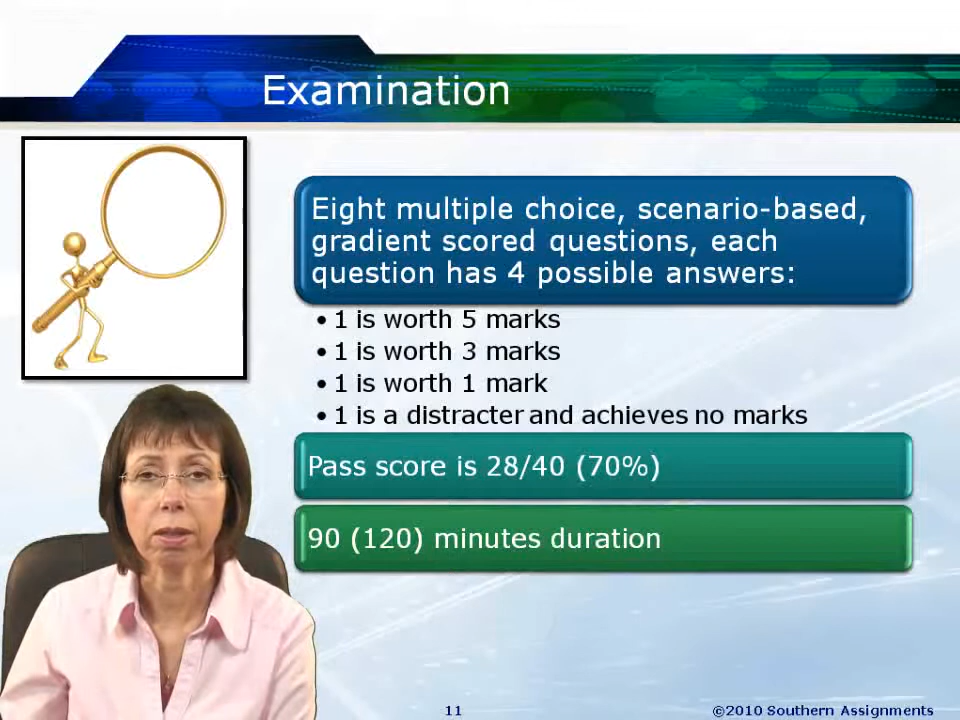 Examination
Eight multiple choice, scenario-based,
gradient scored questions, each
question has 4 possible answers:
• 1 is worth 5 marks
• 1 is worth 3 marks
• 1 is worth 1 mark
• 1 is a distracter and achieves no marks
Pass score is 28/40 (70%)
90 (120) minutes duration
11
©2010 Southern Assignments